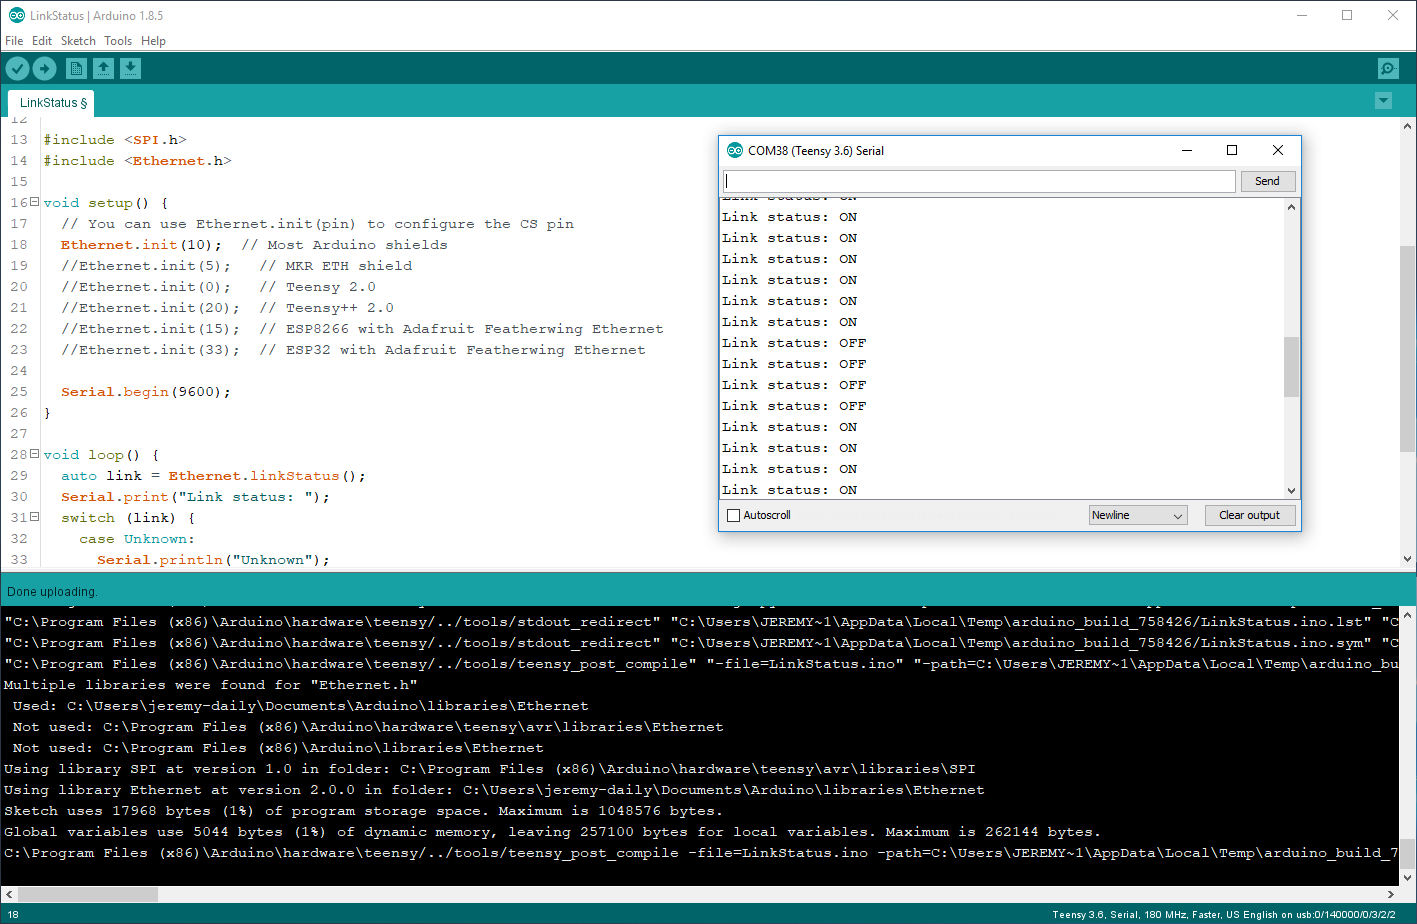 LinkStatus | Arduino 1.8.5
File Edit Sketch Tools Help
LinkStatus §
12
13 #include <SPI.h>
14 #include <Ethernet.h>
15
16 void setup() {
17 // You can use Ethernet.init(pin) to configure the CS pin
18 Ethernet.init(10);  // Most Arduino shields
19 //Ethernet.init(5);   // MKR ETH shield
20 //Ethernet.init(0);   // Teensy 2.0
21 //Ethernet.init(20);  // Teensy++ 2.0
22 //Ethernet.init(15);  // ESP8266 with Adafruit Featherwing Ethernet
23 //Ethernet.init(33);  // ESP32 with Adafruit Featherwing Ethernet
24
25 Serial.begin(9600);
26 }
27
28 void loop() {
29 auto link = Ethernet.linkStatus();
30 Serial.print("Link status: ");
31 switch (link) {
32 case Unknown:
33 Serial.println("Unknown");
COM38 (Teensy 3.6) Serial
Send
Link status: ON
Link status: ON
Link status: ON
Link status: ON
Link status: ON
Link status: ON
Link status: ON
Link status: OFF
Link status: OFF
Link status: OFF
Link status: OFF
Link status: ON
Link status: ON
Link status: ON
Link status: ON
Autoscroll
Newline
Clear output
Done uploading.
"C:\Program Files (x86)\Arduino\hardware\teensy/../tools/stdout_redirect" "C:\Users\JEREMY~1\AppData\Local\Temp\arduino_build_758426/LinkStatus.ino.lst" "C
"C:\Program Files (x86)\Arduino\hardware\teensy/../tools/stdout_redirect" "C:\Users\JEREMY~1\AppData\Local\Temp\arduino_build_758426/LinkStatus.ino.sym" "C
"C:\Program Files (x86)\Arduino\hardware\teensy/../tools/teensy_post_compile" "-file=LinkStatus.ino" "-path=C:\Users\JEREMY~1\AppData\Local\Temp\arduino_bu
Multiple libraries were found for "Ethernet.h"
Used: C:\Users\jeremy-daily\Documents\Arduino\libraries\Ethernet
Not used: C:\Program Files (x86)\Arduino\hardware\teensy\avr\libraries\Ethernet
Not used: C:\Program Files (x86)\Arduino\libraries\Ethernet
Using library SPI at version 1.0 in folder: C:\Program Files (x86)\Arduino\hardware\teensy\avr\libraries\SPI
Using library Ethernet at version 2.0.0 in folder: C:\Users\jeremy-daily\Documents\Arduino\libraries\Ethernet
Sketch uses 17968 bytes (1%) of program storage space. Maximum is 1048576 bytes.
Global variables use 5044 bytes (1%) of dynamic memory, leaving 257100 bytes for local variables. Maximum is 262144 bytes.
C:\Program Files (x86)\Arduino\hardware\teensy/../tools/teensy_post_compile -file=LinkStatus.ino -path=C:\Users\JEREMY~1\AppData\Local\Temp\arduino_build_7
18
Teensy 3.6, Serial, 180 MHz, Faster, US English on usb:0/140000/0/3/2/2